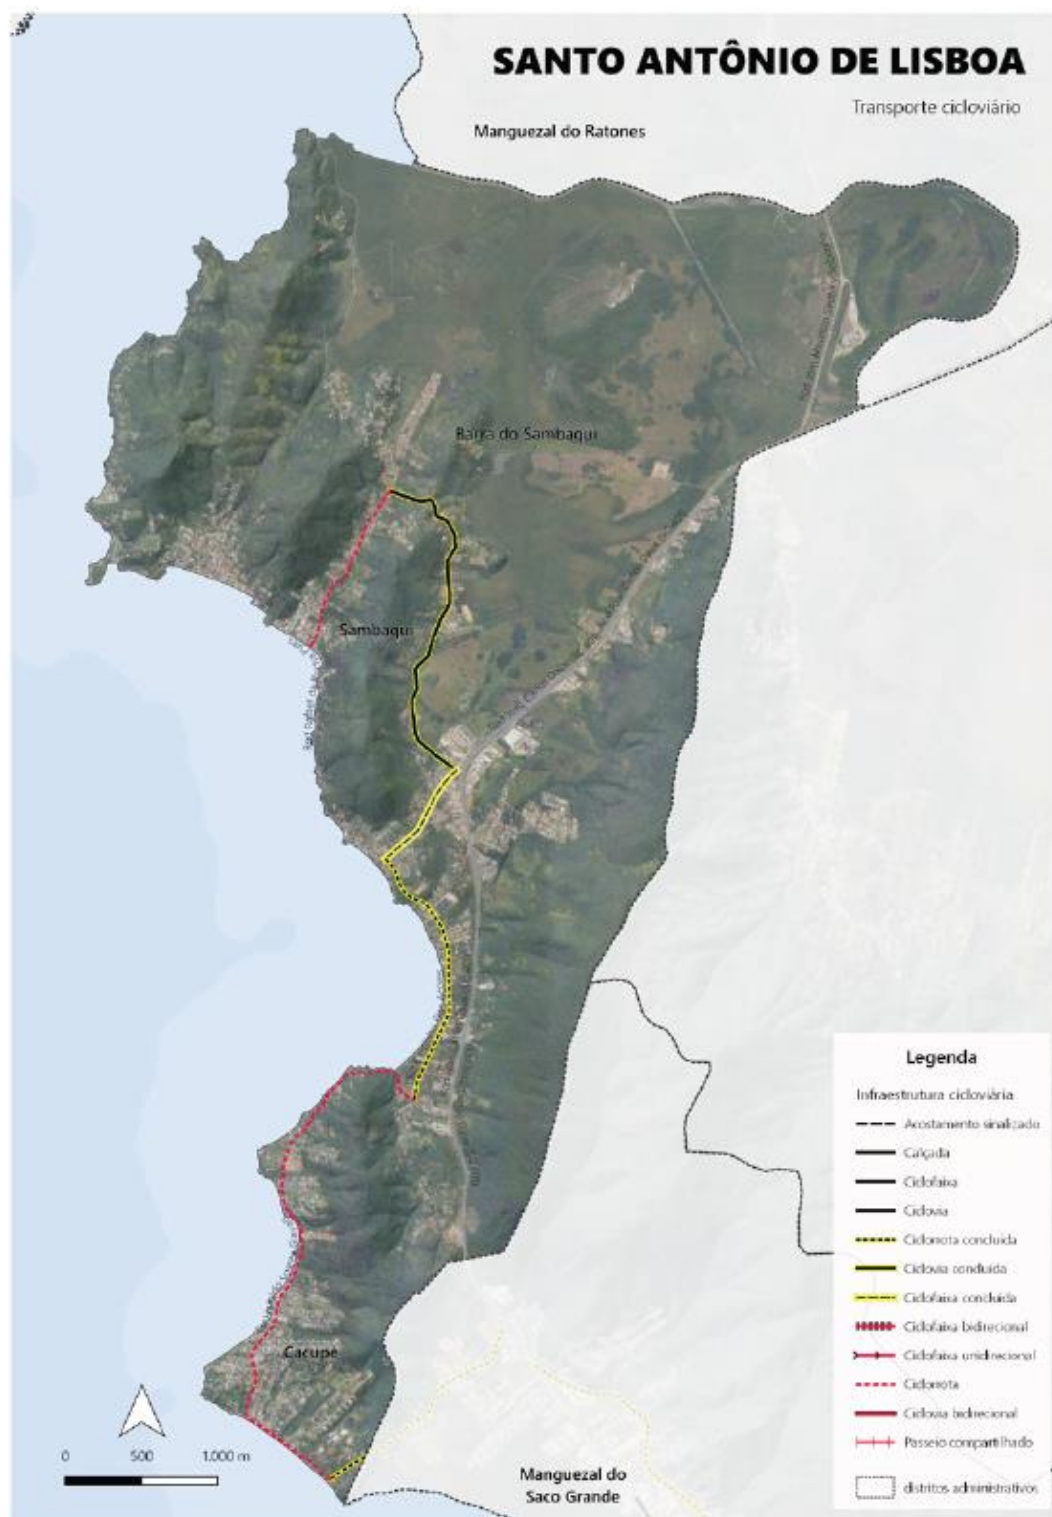 SANTO ANTÔNIO DE LISBOA
Transporte cicloviário
Manguezal do Ratones
Barra do Sambaqui
Sambaqui
Cacupé
Manguezal do
Saco Grande
0 500 1.000 m
Legenda
Infraestrutura cicloviária
Acostamento sinalizado
Calçada
Ciclofaixa
Ciclovia
Ciclorrota concluída
Ciclovia concluída
Ciclofaixa concluída
Ciclofaixa bidirecional
Ciclofaixa unidirecional
Ciclorrota
Ciclovia bidirecional
Passeio compartilhado
distritos administrativos